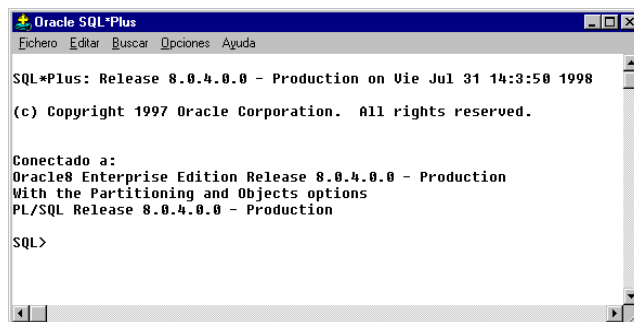 Oracle SQL*Plus
Fichero Editar Buscar Opciones Ayuda
SQL*Plus: Release 8.0.4.0.0 - Production on Vie Jul 31 14:3:50 1998
(c) Copyright 1997 Oracle Corporation.  All rights reserved.
Conectado a:
Oracle8 Enterprise Edition Release 8.0.4.0.0 - Production
With the Partitioning and Objects options
PL/SQL Release 8.0.4.0.0 - Production
SQL>